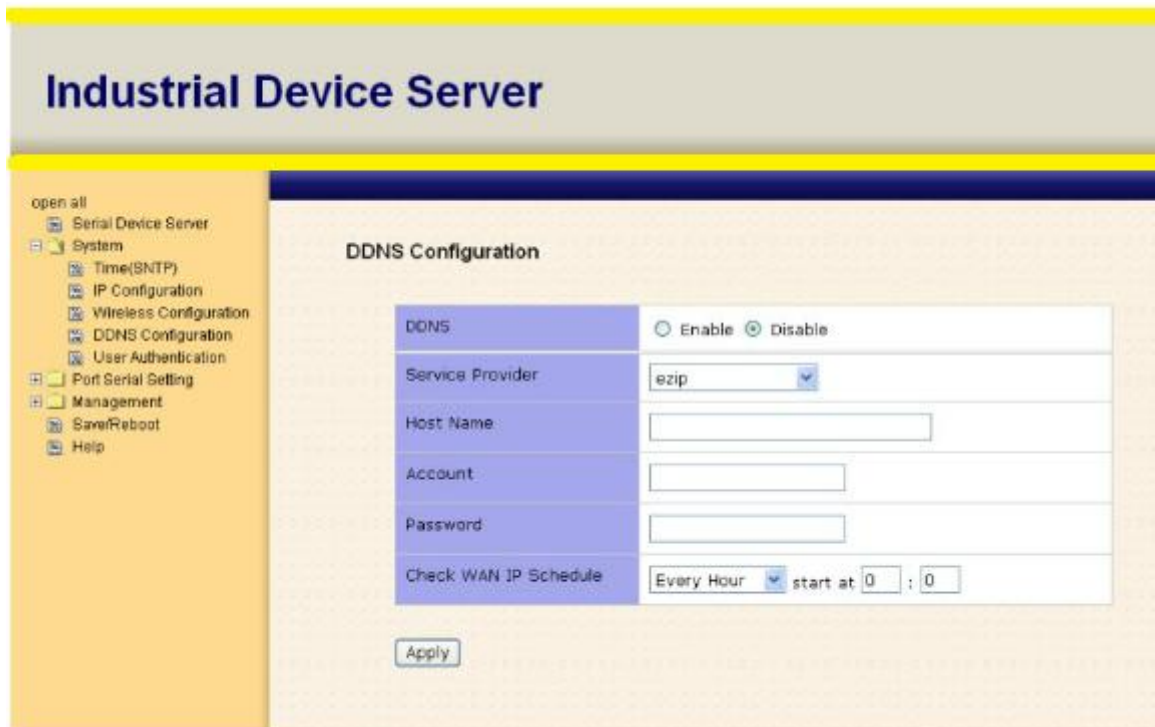 Industrial Device Server
open all
Serial Device Server
System
Time(SNTP)
IP Configuration
Wireless Configuration
DDNS Configuration
User Authentication
Port Serial Setting
Management
Save/Reboot
Help
DDNS Configuration
DDNS Enable Disable
Service Provider ezip
Host Name
Account
Password
Check WAN IP Schedule Every Hour start at 0 : 0
Apply